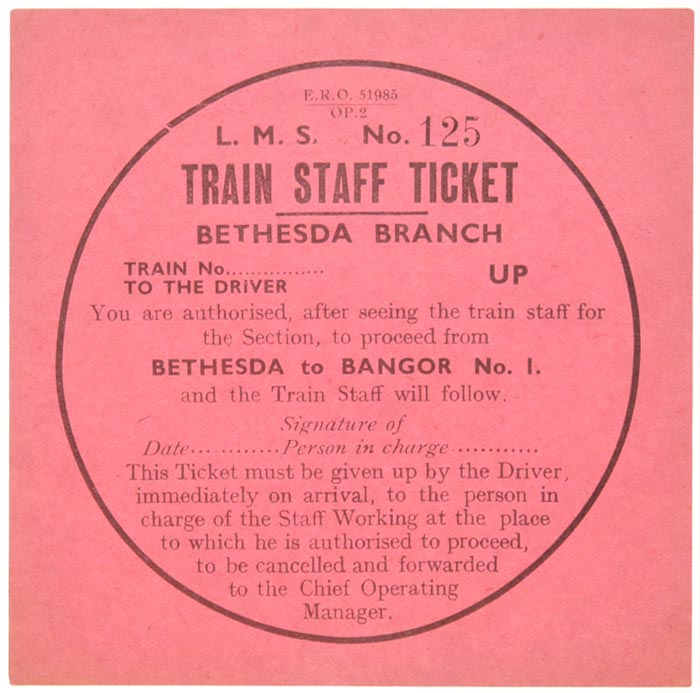 E.R.O. 51985
OP.2
L. M. S. No. 125
TRAIN STAFF TICKET
BETHESDA BRANCH
TRAIN No............... UP
TO THE DRIVER
You are authorised, after seeing the train staff for
the Section, to proceed from
BETHESDA to BANGOR No. 1.
and the Train Staff will follow.
Signature of
Date... .........Person in charge ...........
This Ticket must be given up by the Driver,
immediately on arrival, to the person in
charge of the Staff Working at the place
to which he is authorised to proceed,
to be cancelled and forwarded
to the Chief Operating
Manager.